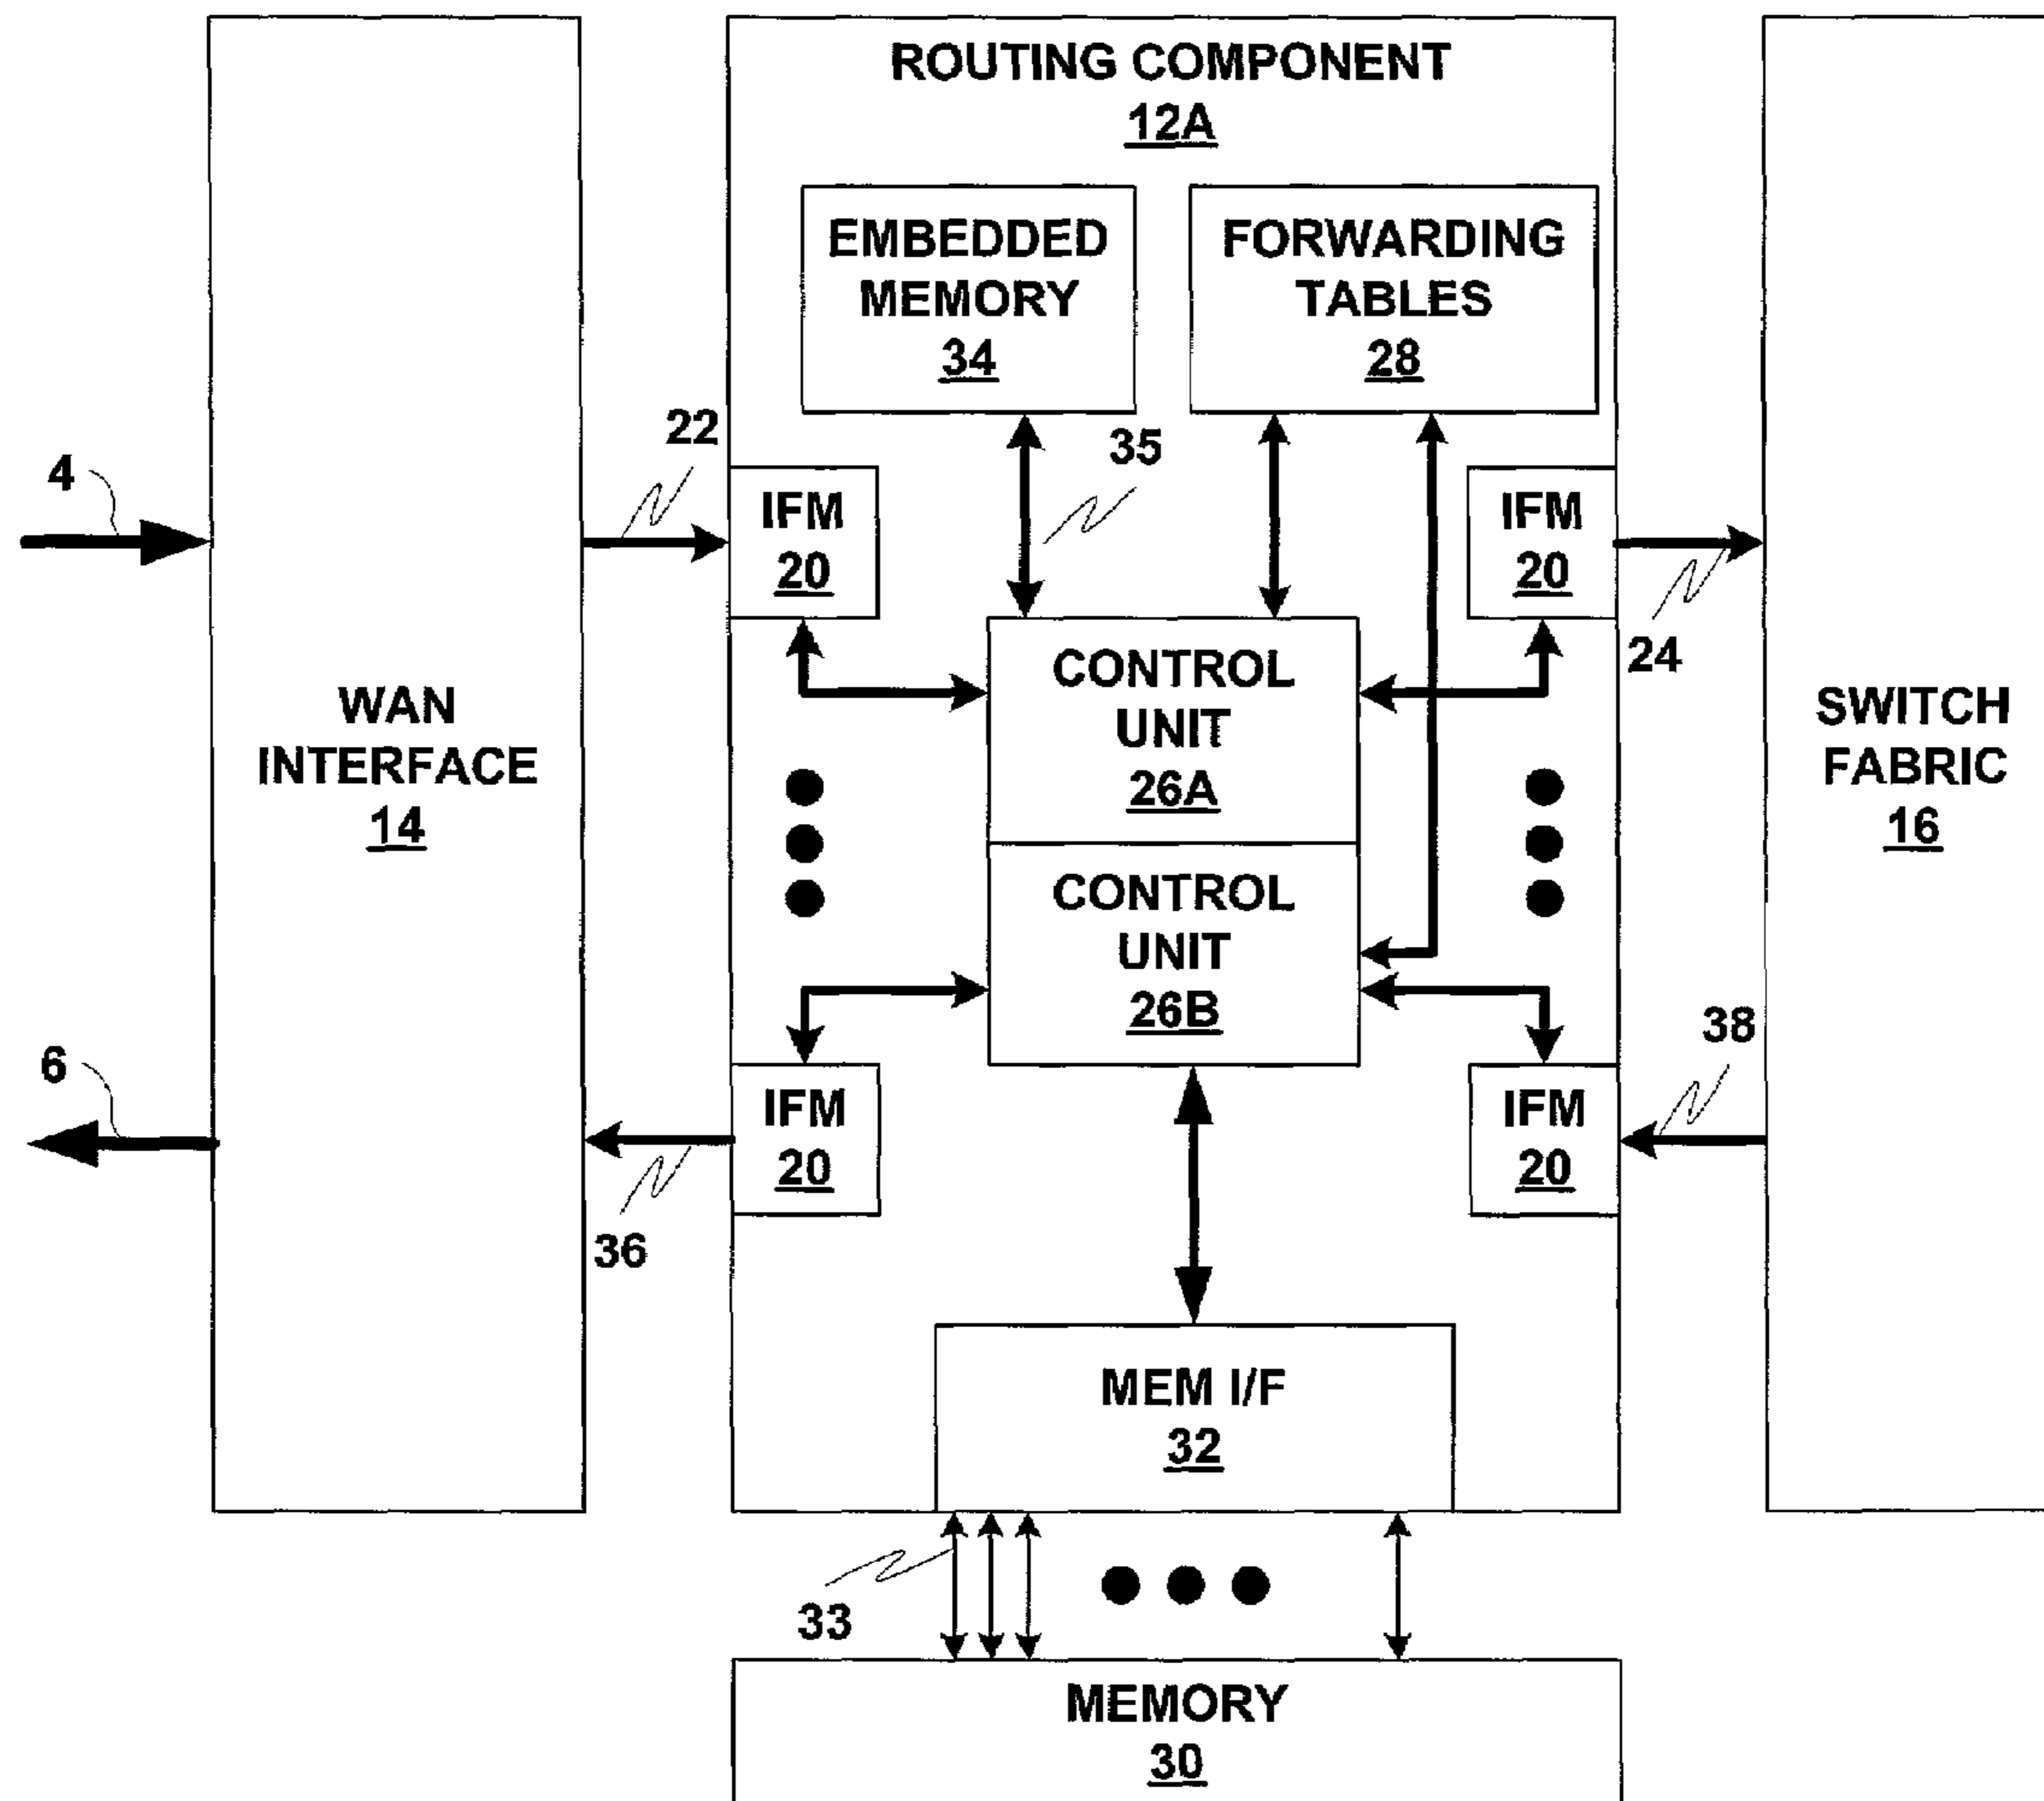 ROUTING COMPONENT
12A
EMBEDDED
MEMORY
34
FORWARDING
TABLES
28
22
35
4
IFM
20
IFM
20
24
CONTROL
UNIT
26A
WAN
INTERFACE
14
SWITCH
FABRIC
16
CONTROL
UNIT
26B
38
6
IFM
20
IFM
20
36
MEM I/F
32
33
MEMORY
30